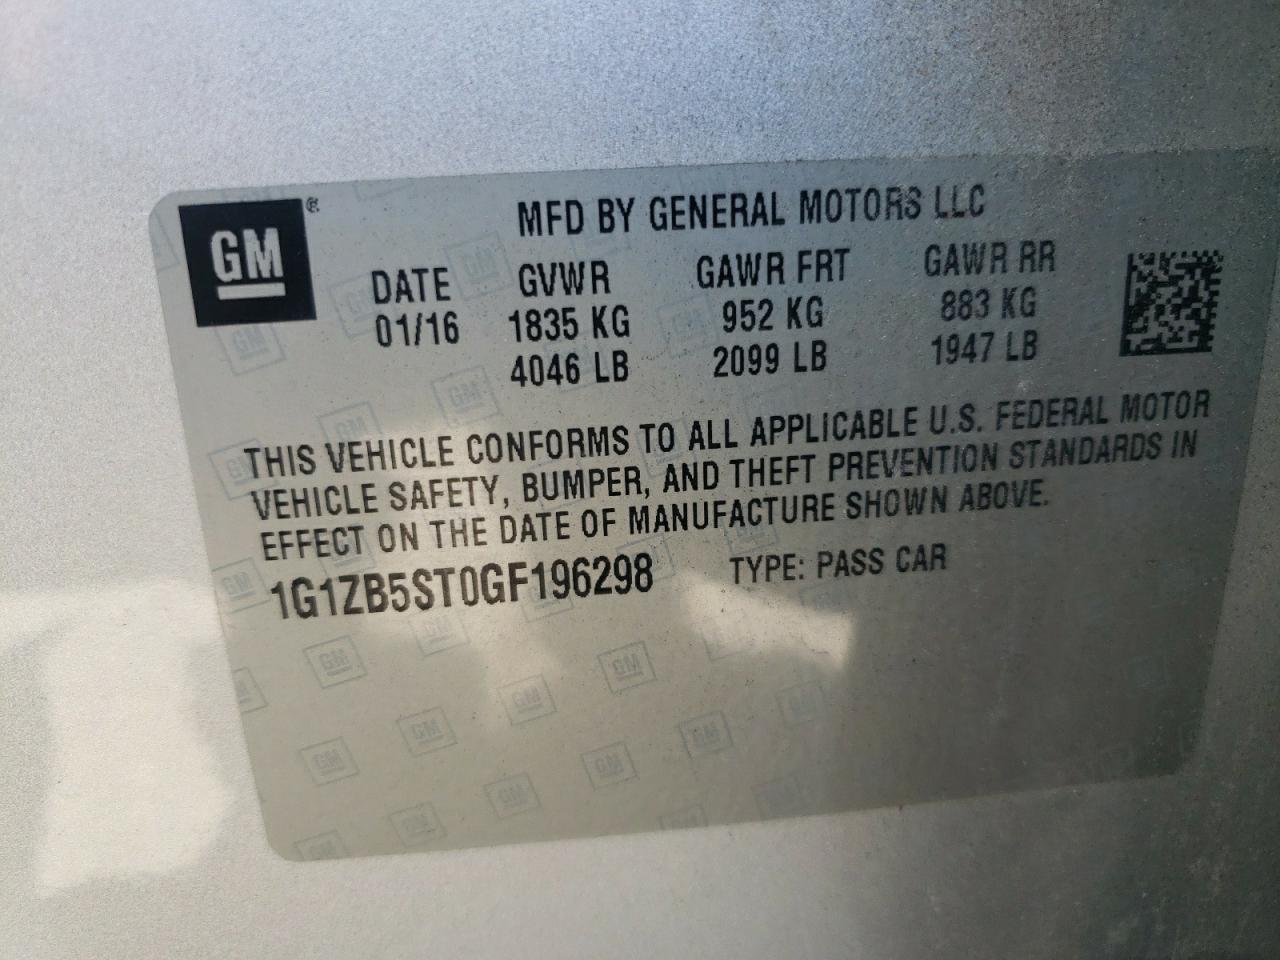 GM®
MFD BY GENERAL MOTORS LLC
DATE GVWR GAWR FRT GAWR RR
01/16 1835 KG 952 KG 883 KG
4046 LB 2099 LB 1947 LB
THIS VEHICLE CONFORMS TO ALL APPLICABLE U.S. FEDERAL MOTOR
VEHICLE SAFETY, BUMPER, AND THEFT PREVENTION STANDARDS IN
EFFECT ON THE DATE OF MANUFACTURE SHOWN ABOVE.
1G1ZB5ST0GF196298 TYPE: PASS CAR